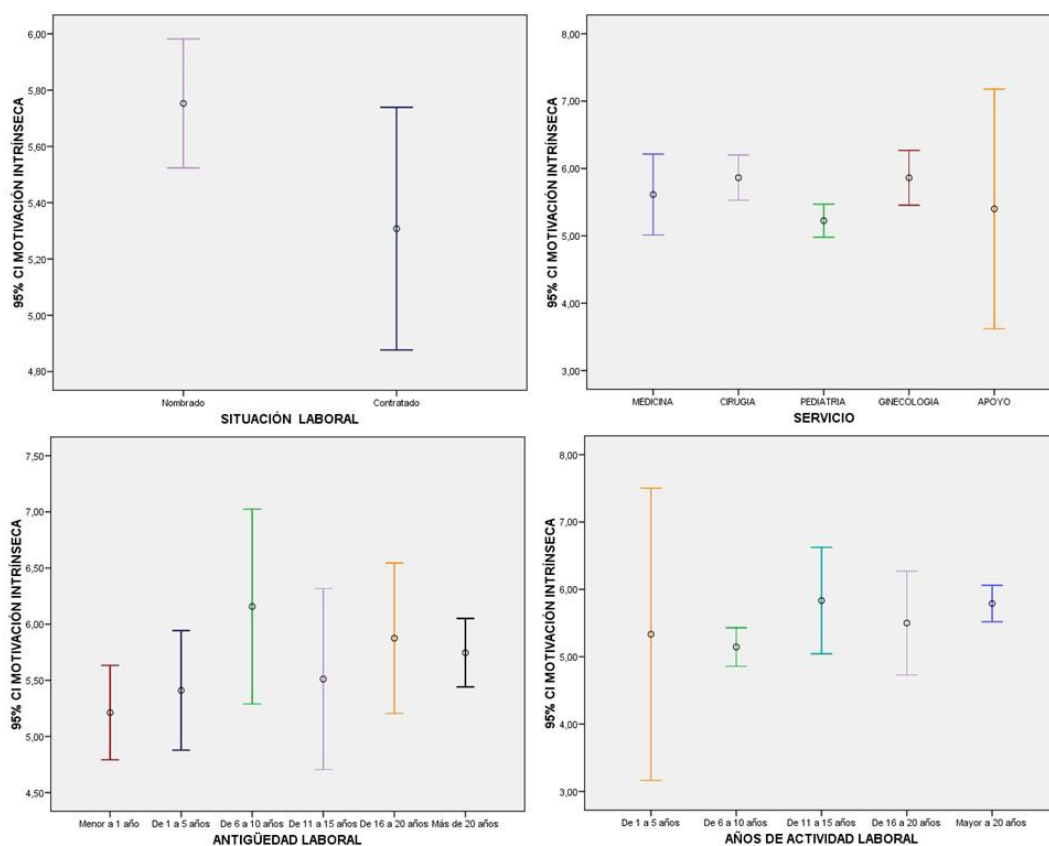 6,00
5,80
5,60
5,40
5,20
5,00
4,80
95% CI MOTIVACIÓN INTRÍNSECA
Nombrado Contratado
SITUACIÓN LABORAL
8,00
7,00
6,00
5,00
4,00
3,00
95% CI MOTIVACIÓN INTRÍNSECA
MEDICINA CIRUGIA PEDIATRIA GINECOLOGIA APOYO
SERVICIO
7,50
7,00
6,50
6,00
5,50
5,00
4,50
95% CI MOTIVACIÓN INTRÍNSECA
Menor a 1 año De 1 a 5 años De 6 a 10 años De 11 a 15 años De 16 a 20 años Más de 20 años
ANTIGÜEDAD LABORAL
8,00
7,00
6,00
5,00
4,00
3,00
95% CI MOTIVACIÓN INTRÍNSECA
De 1 a 5 años De 6 a 10 años De 11 a 15 años De 16 a 20 años Mayor a 20 años
AÑOS DE ACTIVIDAD LABORAL